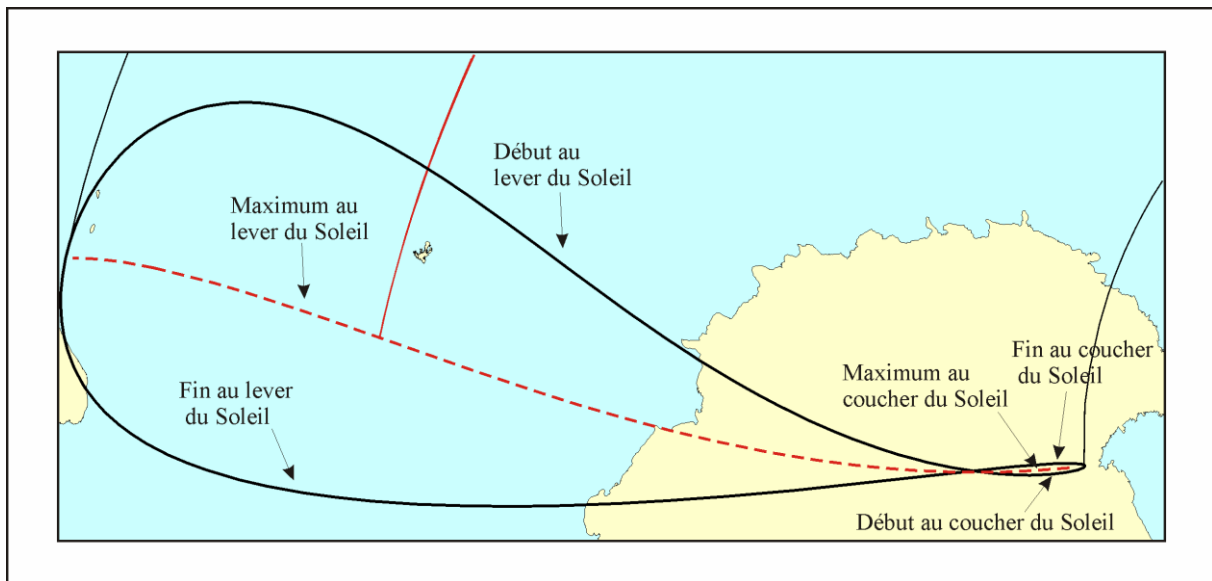 Début au
lever du Soleil
Maximum au
lever du Soleil
Fin au coucher
du Soleil
Maximum au
coucher du Soleil
Fin au lever
du Soleil
Début au coucher du Soleil